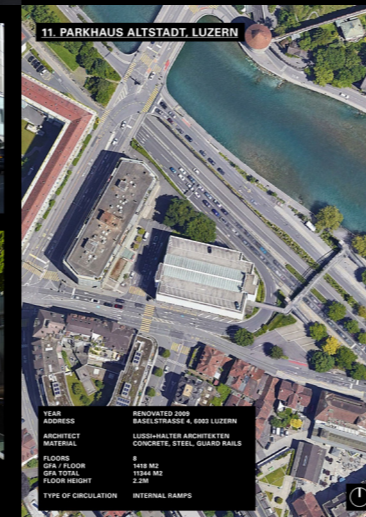 11. PARKHAUS ALTSTADT, LUZERN
YEAR RENOVATED 2009
ADDRESS BASELSTRASSE 4, 6003 LUZERN
ARCHITECT LUSSI+HALTER ARCHITEKTEN
MATERIAL CONCRETE, STEEL, GUARD RAILS
FLOORS 8
GFA / FLOOR 1418 M2
GFA TOTAL 11344 M2
FLOOR HEIGHT 2.2M
TYPE OF CIRCULATION INTERNAL RAMPS